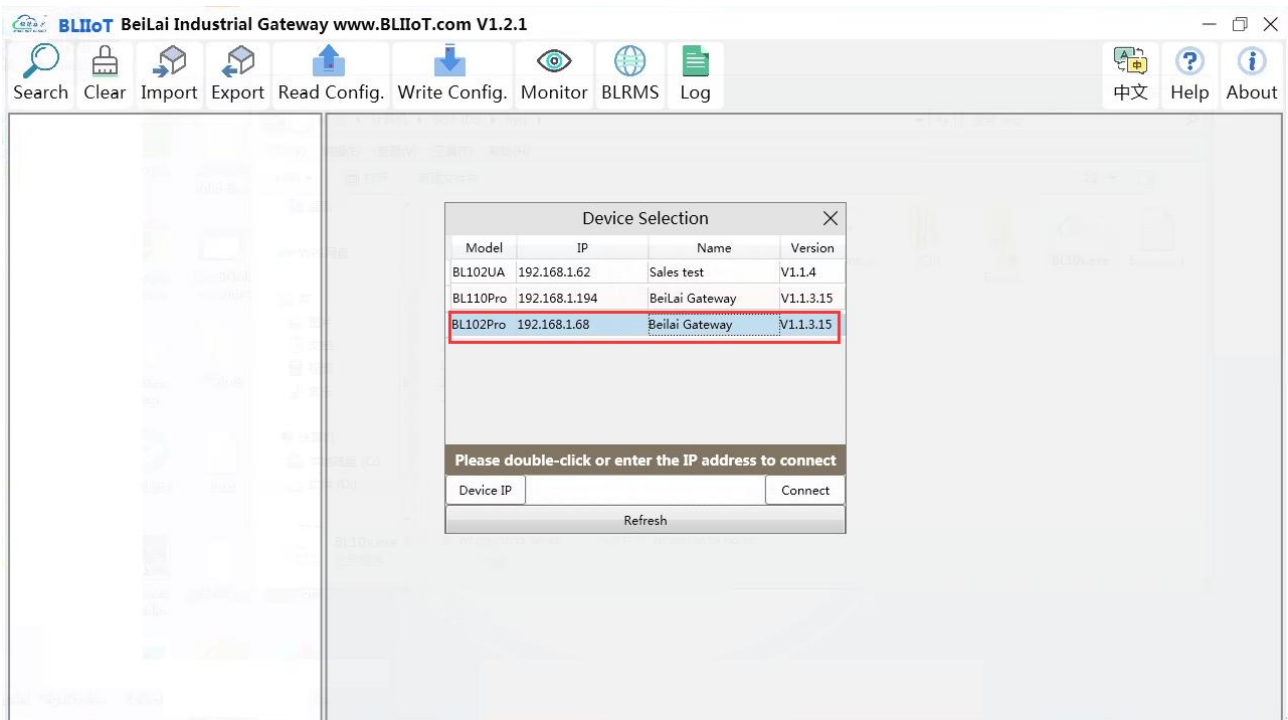 BLIIoT BeiLai Industrial Gateway www.BLIIoT.com V1.2.1
Search Clear Import Export Read Config. Write Config. Monitor BLRMS Log 中文 Help About
Device Selection
Model IP Name Version
BL102UA 192.168.1.62 Sales test V1.1.4
BL110Pro 192.168.1.194 BeiLai Gateway V1.1.3.15
BL102Pro 192.168.1.68 Beilai Gateway V1.1.3.15
Please double-click or enter the IP address to connect
Device IP Connect
Refresh